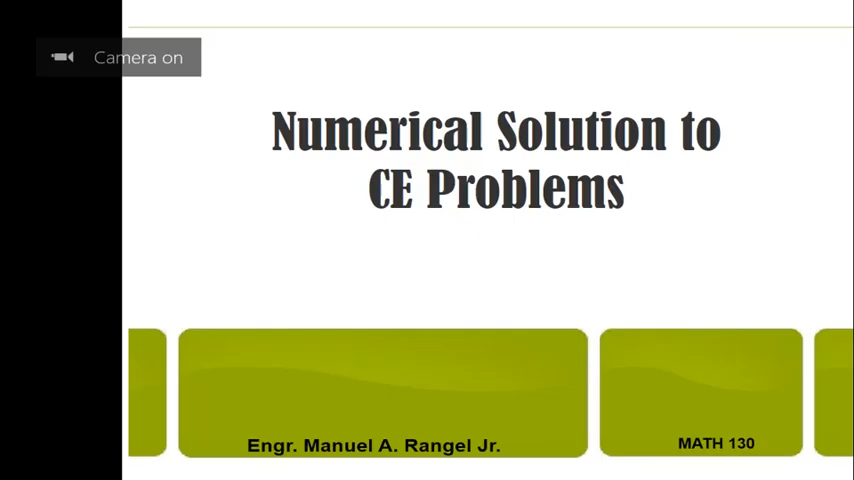 Camera on
Numerical Solution to
CE Problems
Engr. Manuel A. Rangel Jr.
MATH 130